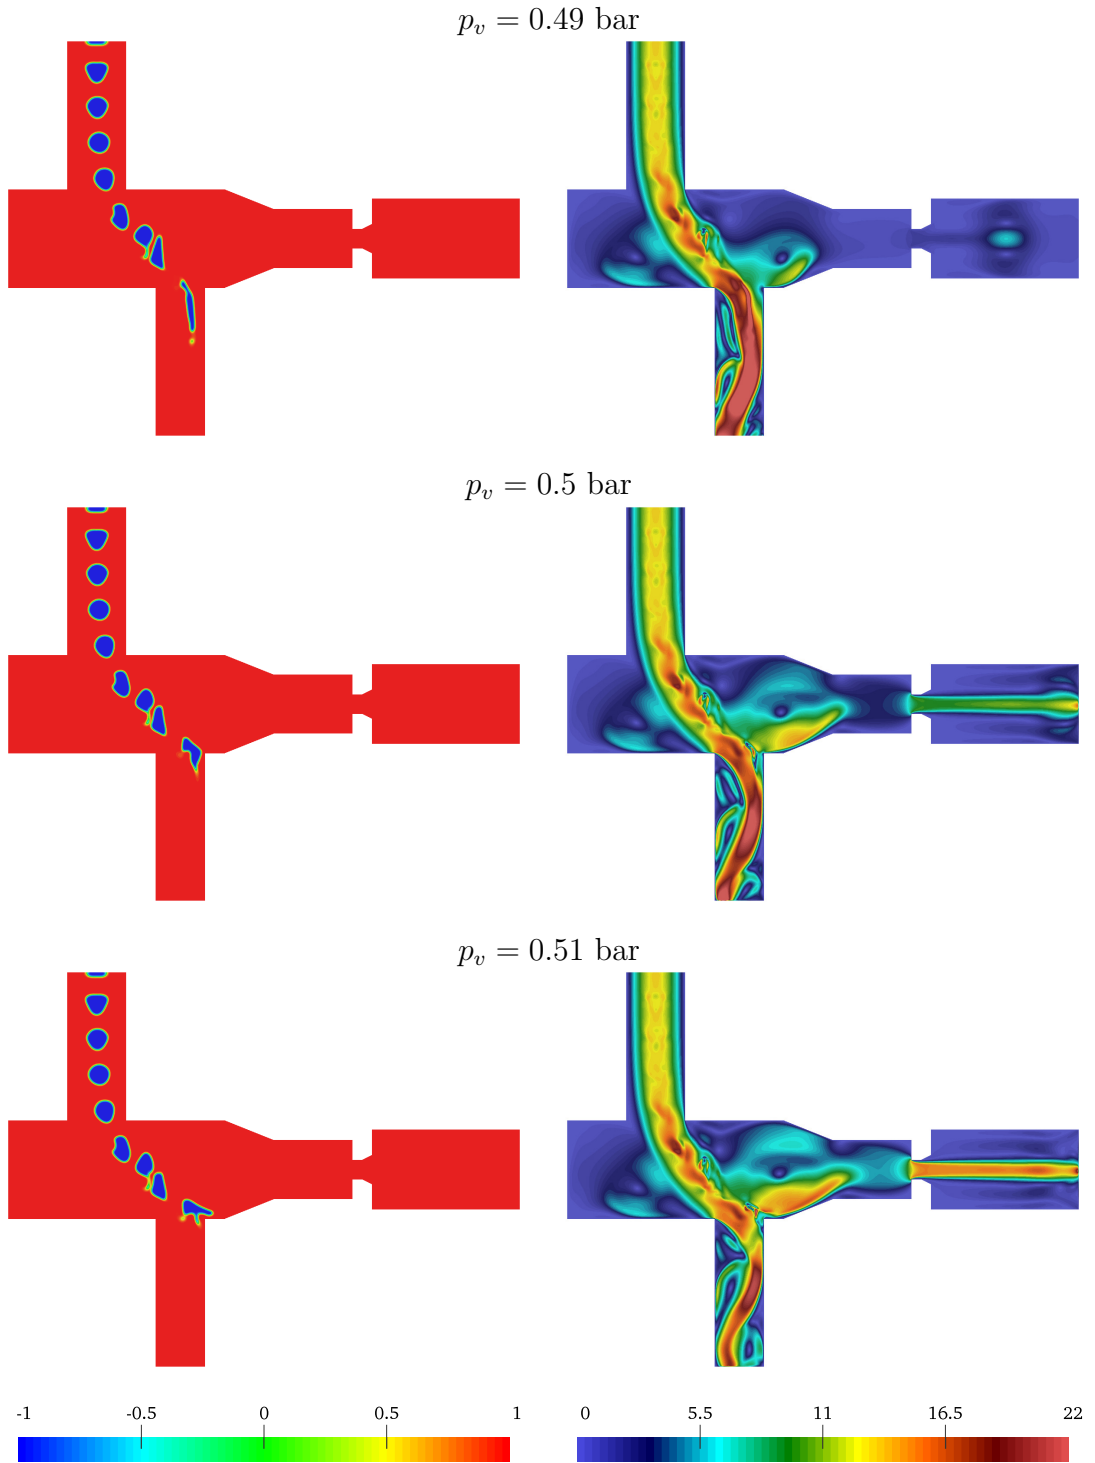 p_v = 0.49 bar
p_v = 0.5 bar
p_v = 0.51 bar
-1 -0.5 0 0.5 1
0 5.5 11 16.5 22